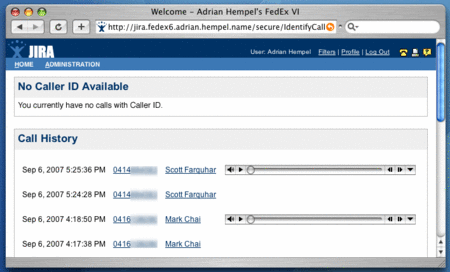 Welcome – Adrian Hempel's FedEx VI
http://jira.fedex6.adrian.hempel.name/secure/IdentifyCall
JIRA
User: Adrian Hempel Filters | Profile | Log Out
HOME ADMINISTRATION
No Caller ID Available
You currently have no calls with Caller ID.
Call History
Sep 6, 2007 5:25:36 PM 0414 Scott Farquhar
Sep 6, 2007 5:24:28 PM 0414 Scott Farquhar
Sep 6, 2007 4:18:50 PM 0416 Mark Chai
Sep 6, 2007 4:17:38 PM 0416 Mark Chai